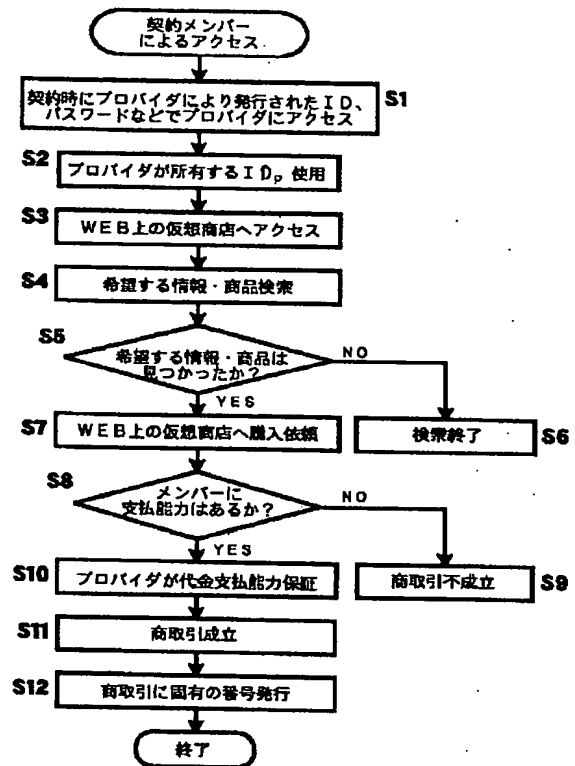 契約メンバー
によるアクセス
契約時にプロバイダにより発行されたID、
パスワードなどでプロバイダにアクセス
S1
S2
プロバイダが所有するIDp 使用
S3
WEB上の仮想商店へアクセス
S4
希望する情報・商品検索
S5
希望する情報・商品は
見つかったか?
NO
YES
S7
WEB上の仮想商店へ購入依頼
検索終了
S6
S8
メンバーに
支払能力はあるか?
NO
YES
S10
プロバイダが代金支払能力保証
商取引不成立
S9
S11
商取引成立
S12
商取引に固有の番号発行
終了